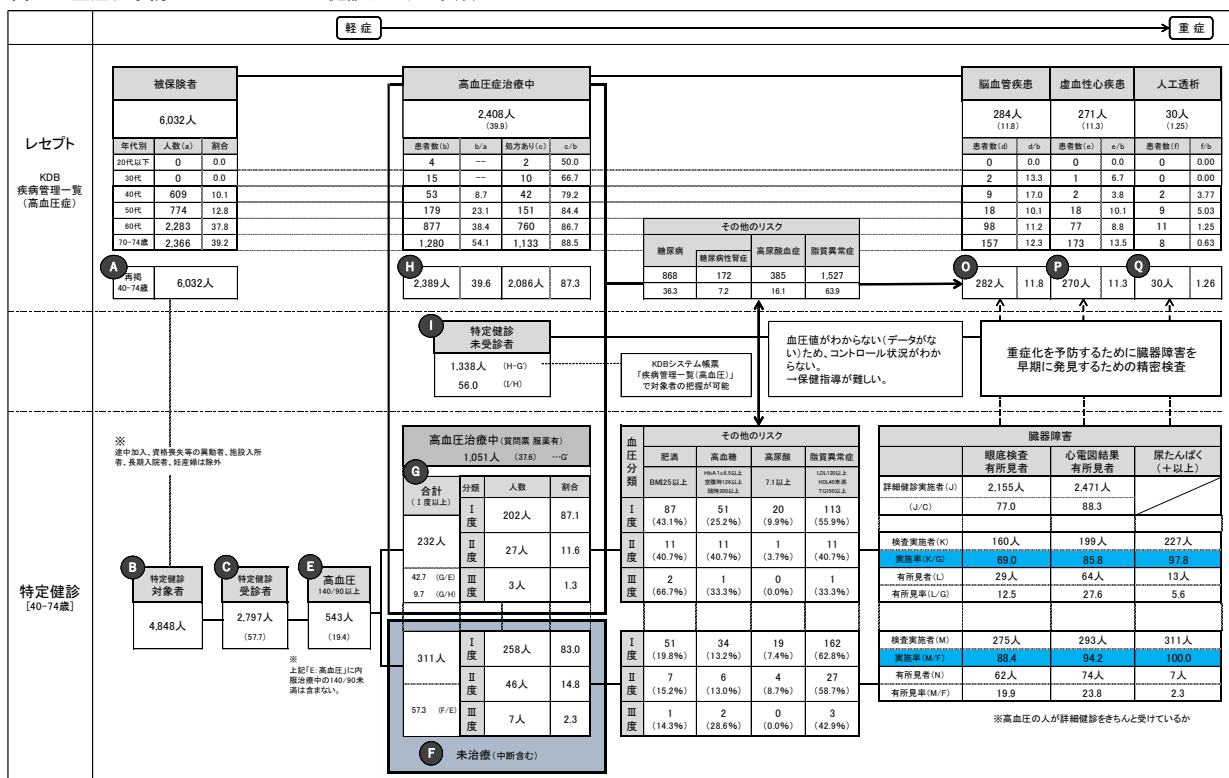 軽症
重症
レセプト
KDB
疾病管理一覧
(高血圧症)
被保険者
6,032人
年代別 人数(a) 割合
20代以下 0 0.0
30代 0 0.0
40代 609 10.1
50代 774 12.8
60代 2,283 37.8
70-74歳 2,366 39.2
A
再掲
40-74歳
6,032人
高血圧症治療中
2,408人
(39.9)
患者数(b) b/a 処方あり(c) c/b
4 -- 2 50.0
15 -- 10 66.7
53 8.7 42 79.2
179 23.1 151 84.4
877 38.4 760 86.7
1,280 54.1 1,133 88.5
H
2,389人 39.6 2,086人 87.3
その他のリスク
糖尿病 糖尿病性腎症 高尿酸血症 脂質異常症
868 172 385 1,527
36.3 7.2 16.1 63.9
脳血管疾患 虚血性心疾患 人工透析
284人 271人 30人
(11.8) (11.3) (1.25)
患者数(d) d/b 患者数(e) e/b 患者数(f) f/b
0 0.0 0 0.0 0 0.00
2 13.3 1 6.7 0 0.00
9 17.0 2 3.8 2 3.77
18 10.1 18 10.1 9 5.03
98 11.2 77 8.8 11 1.25
157 12.3 173 13.5 8 0.63
O P Q
282人 11.8 270人 11.3 30人 1.26
I
特定健診
未受診者
1,338人 (H-G')
56.0 (I/H)
KDBシステム帳票
「疾病管理一覧(高血圧)」
で対象者の把握が可能
血圧値がわからない(データがな
い)ため、コントロール状況がわか
らない。
→保健指導が難しい。
重症化を予防するために臓器障害を
早期に発見するための精密検査
特定健診
[40-74歳]
※
途中加入、資格喪失等の異動者、施設入所
者、長期入院者、妊産婦は除外
B
特定健診
対象者
4,848人
C
特定健診
受診者
2,797人
(57.7)
E
高血圧
140/90以上
543人
(19.4)
※
上記「E:高血圧」に内
服治療中の140/90未
満は含まない。
高血圧治療中(質問票 服薬有)
1,051人 (37.6) …G'
G
合計
(Ⅰ度以上)
分類 人数 割合
232人
42.7 (G/E)
9.7 (G/H)
Ⅰ度 202人 87.1
Ⅱ度 27人 11.6
Ⅲ度 3人 1.3
311人
57.3 (F/E)
Ⅰ度 258人 83.0
Ⅱ度 46人 14.8
Ⅲ度 7人 2.3
F 未治療(中断含む)
血圧分類
その他のリスク
肥満 高血糖 高尿酸 脂質異常症
BMI25以上
HbA1c6.5以上
空腹時126以上
随時200以上
7.1以上
LDL120以上
HDL40未満
TG150以上
Ⅰ度 87 51 20 113
(43.1%) (25.2%) (9.9%) (55.9%)
Ⅱ度 11 11 1 11
(40.7%) (40.7%) (3.7%) (40.7%)
Ⅲ度 2 1 0 1
(66.7%) (33.3%) (0.0%) (33.3%)
Ⅰ度 51 34 19 162
(19.8%) (13.2%) (7.4%) (62.8%)
Ⅱ度 7 6 4 27
(15.2%) (13.0%) (8.7%) (58.7%)
Ⅲ度 1 2 0 3
(14.3%) (28.6%) (0.0%) (42.9%)
臓器障害
眼底検査
有所見者
心電図結果
有所見者
尿たんぱく
(+以上)
詳細健診実施者(J) 2,155人 2,471人
(J/C) 77.0 88.3
検査実施者(K) 160人 199人 227人
実施率(K/G) 69.0 85.8 97.8
有所見者(L) 29人 64人 13人
有所見率(L/G) 12.5 27.6 5.6
検査実施者(M) 275人 293人 311人
実施率(M/F) 88.4 94.2 100.0
有所見者(N) 62人 74人 7人
有所見率(M/F) 19.9 23.8 2.3
※高血圧の人が詳細健診をきちんと受けているか